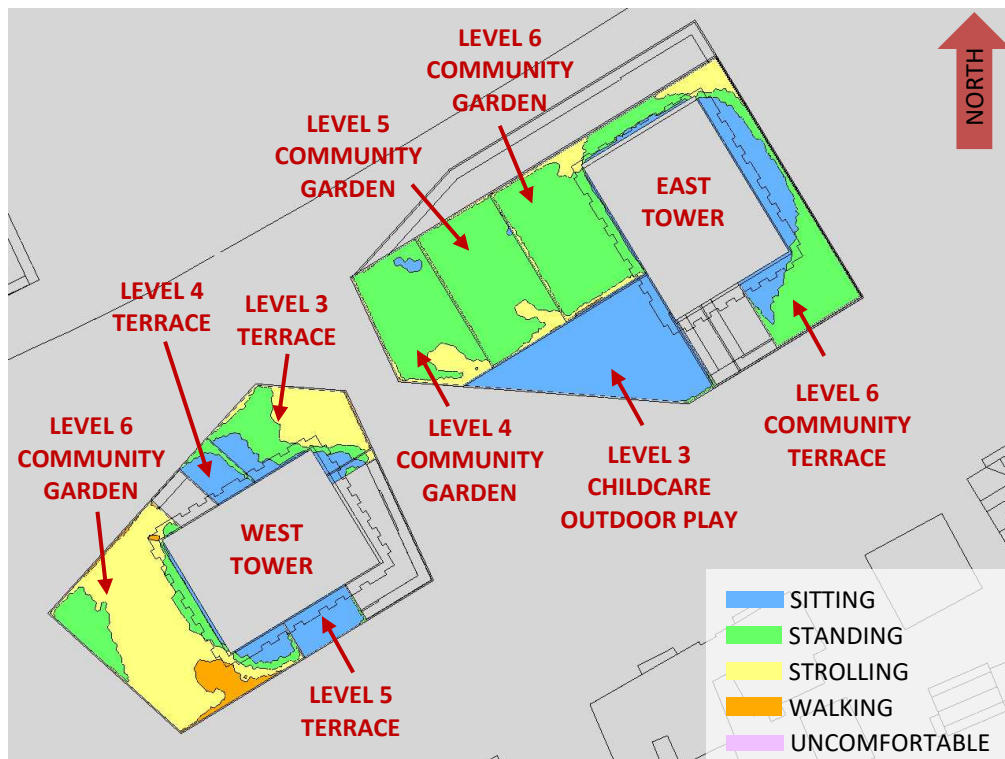 LEVEL 6
COMMUNITY
GARDEN
NORTH
LEVEL 5
COMMUNITY
GARDEN
EAST
TOWER
LEVEL 4
TERRACE
LEVEL 3
TERRACE
LEVEL 6
COMMUNITY
GARDEN
LEVEL 4
COMMUNITY
GARDEN
LEVEL 3
CHILDCARE
OUTDOOR PLAY
LEVEL 6
COMMUNITY
TERRACE
WEST
TOWER
LEVEL 5
TERRACE
SITTING
STANDING
STROLLING
WALKING
UNCOMFORTABLE